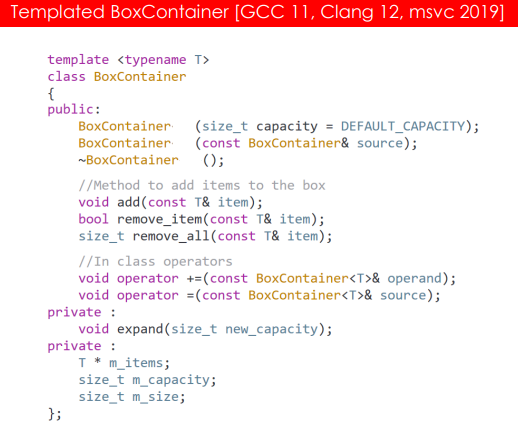 Templated BoxContainer [GCC 11, Clang 12, msvc 2019]
template <typename T>
class BoxContainer
{
public:
    BoxContainer   (size_t capacity = DEFAULT_CAPACITY);
    BoxContainer   (const BoxContainer& source);
    ~BoxContainer   ();
    //Method to add items to the box
    void add(const T& item);
    bool remove_item(const T& item);
    size_t remove_all(const T& item);
    //In class operators
    void operator +=(const BoxContainer<T>& operand);
    void operator =(const BoxContainer<T>& source);
private :
    void expand(size_t new_capacity);
private :
    T * m_items;
    size_t m_capacity;
    size_t m_size;
};